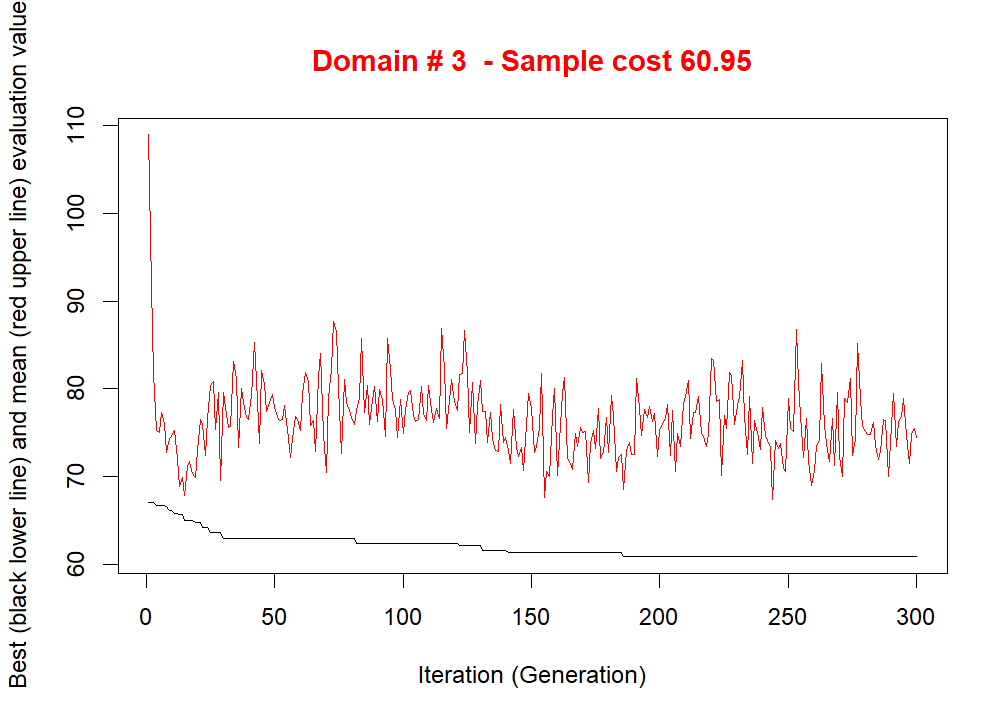 Domain # 3  - Sample cost 60.95
Best (black lower line) and mean (red upper line) evaluation value
110
100
90
80
70
60
0 50 100 150 200 250 300
Iteration (Generation)